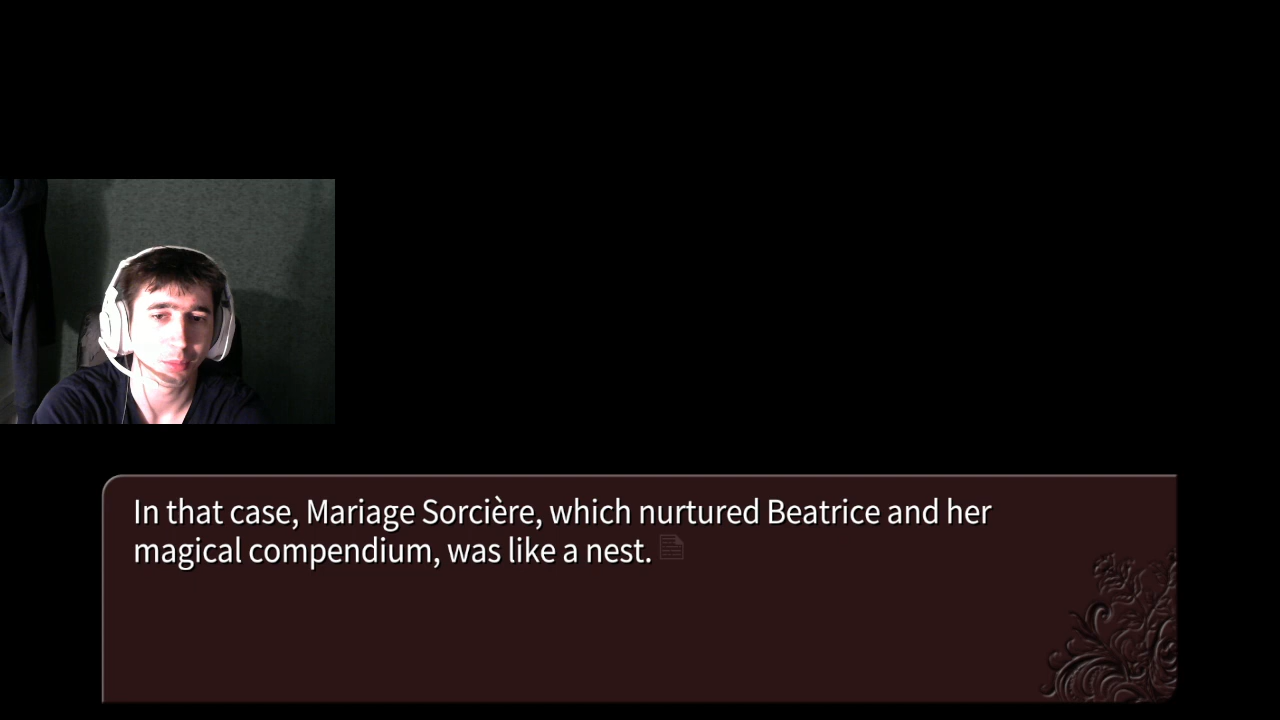 In that case, Mariage Sorcière, which nurtured Beatrice and her
magical compendium, was like a nest.